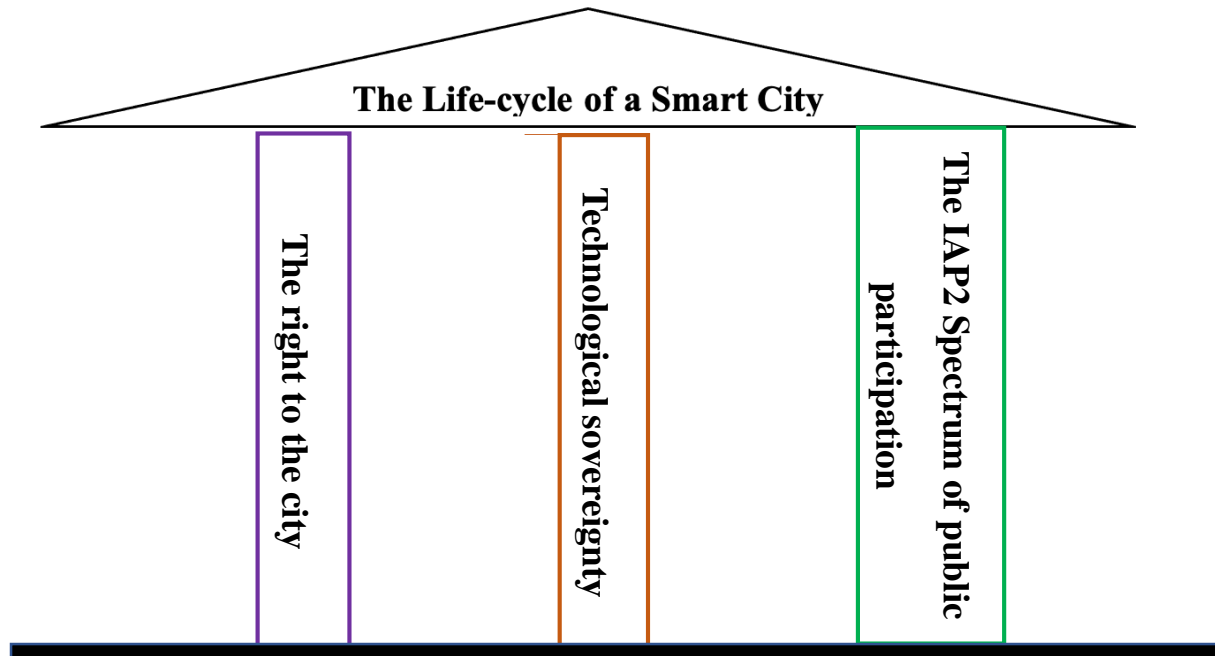 The Life-cycle of a Smart City
The right to the city
Technological sovereignty
The IAP2 Spectrum of public
participation